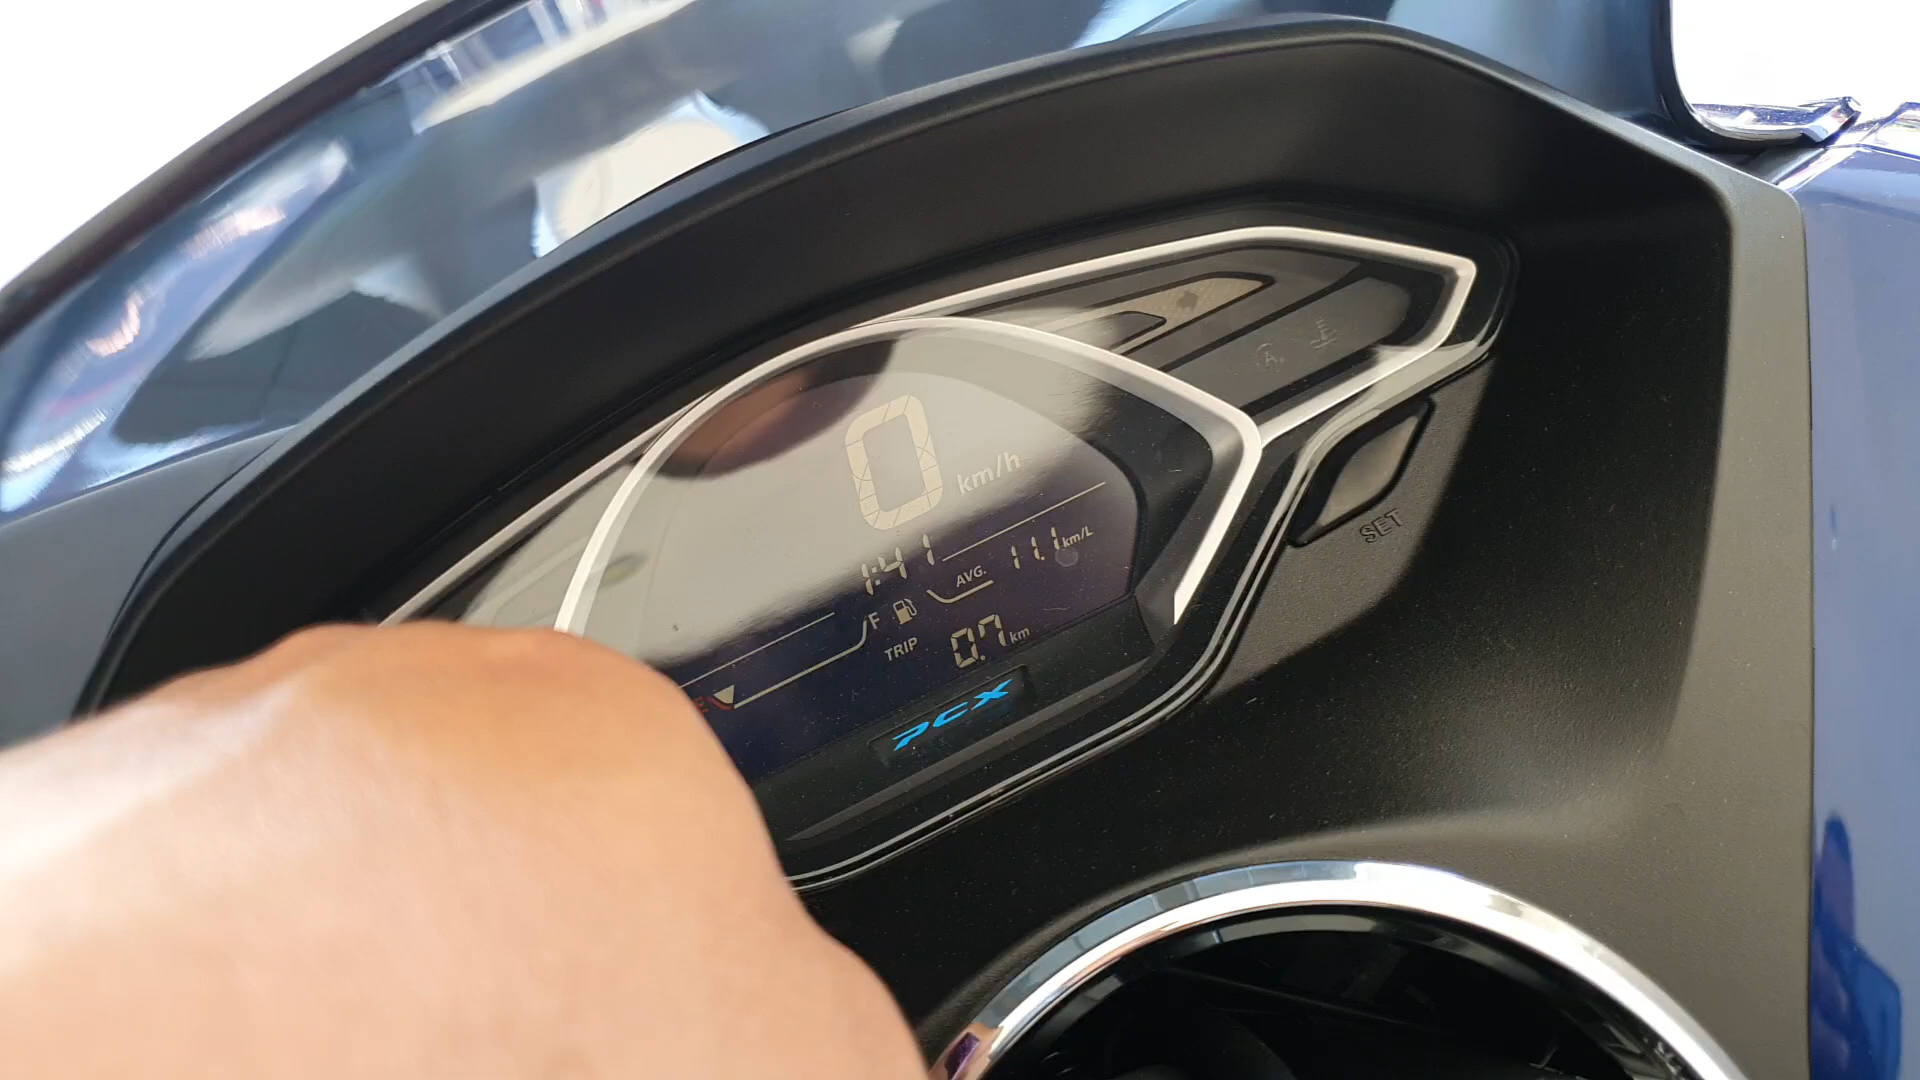 0 km/h
1:41
AVG. 11.1 km/L
F
TRIP 0.7 km
PCX
A
SET